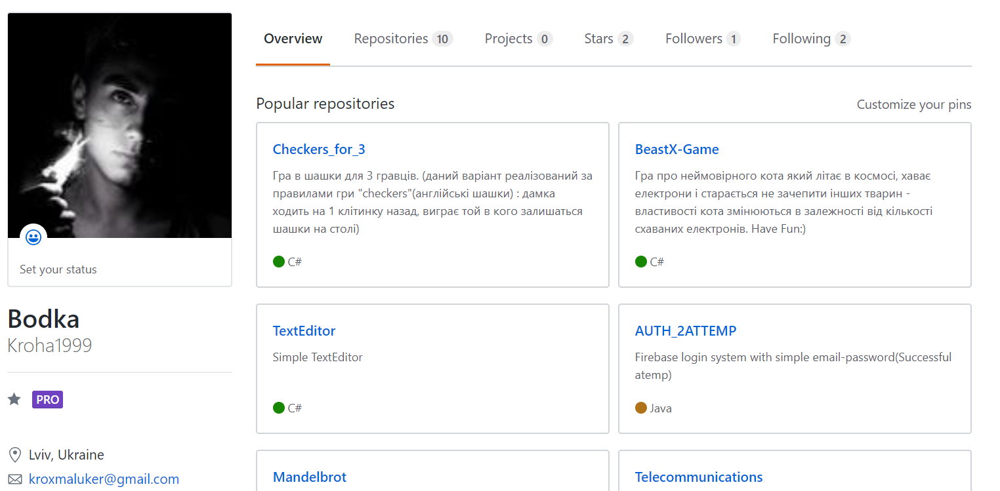 Overview Repositories 10 Projects 0 Stars 2 Followers 1 Following 2
Popular repositories
Customize your pins
Checkers_for_3
Гра в шашки для 3 гравців. (даний варіант реалізований за
правилами гри "checkers"(англійські шашки) : дамка
ходить на 1 клітинку назад, виграє той в кого залишаться
шашки на столі)
C#
BeastX-Game
Гра про неймовірного кота який літає в космосі, хаває
електрони і старається не зачепити інших тварин -
властивості кота змінюються в залежності від кількості
схаваних електронів. Have Fun:)
C#
TextEditor
Simple TextEditor
C#
AUTH_2ATTEMP
Firebase login system with simple email-password(Successful
atemp)
Java
Mandelbrot
Telecommunications
Set your status
Bodka
Kroha1999
PRO
Lviv, Ukraine
kroxmaluker@gmail.com